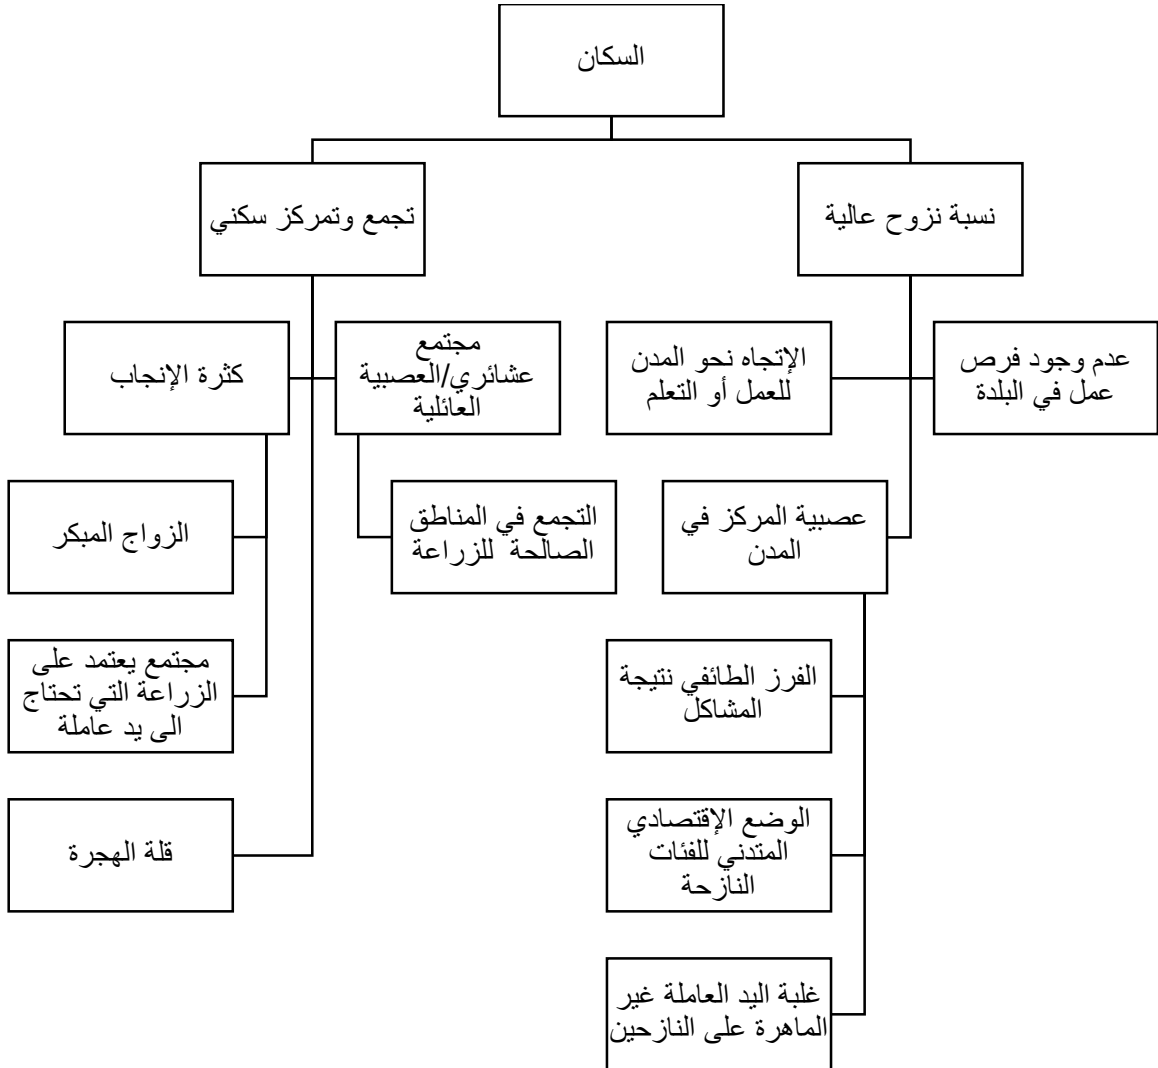 السكان
نسبة نزوح عالية
تجمع وتمركز سكني
عدم وجود فرص
عمل في البلدة
الإتجاه نحو المدن
للعمل أو التعلم
مجتمع
عشائري/العصبية
العائلية
كثرة الإنجاب
عصبية المركز في
المدن
التجمع في المناطق
الصالحة للزراعة
الزواج المبكر
الفرز الطائفي نتيجة
المشاكل
مجتمع يعتمد على
الزراعة التي تحتاج
الى يد عاملة
الوضع الإقتصادي
المتدني للفئات
النازحة
قلة الهجرة
غلبة اليد العاملة غير
الماهرة على النازحين